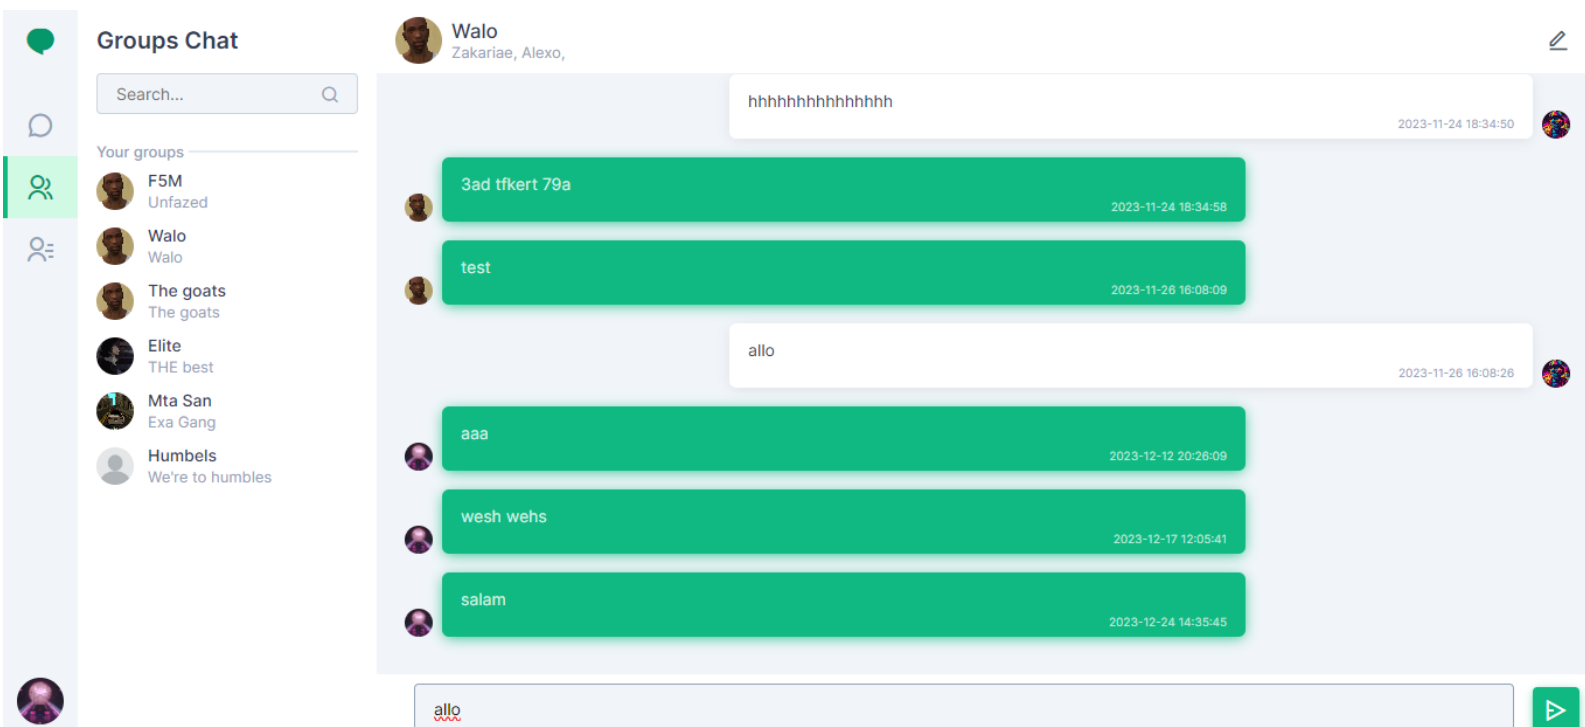 Groups Chat
Search...
Your groups
F5M
Unfazed
Walo
Walo
The goats
The goats
Elite
THE best
Mta San
Exa Gang
Humbels
We're to humbles
Walo
Zakariae, Alexo,
hhhhhhhhhhhhhhh
2023-11-24 18:34:50
3ad tfkert 79a
2023-11-24 18:34:58
test
2023-11-26 16:08:09
allo
2023-11-26 16:08:26
aaa
2023-12-12 20:26:09
wesh wehs
2023-12-17 12:05:41
salam
2023-12-24 14:35:45
allo